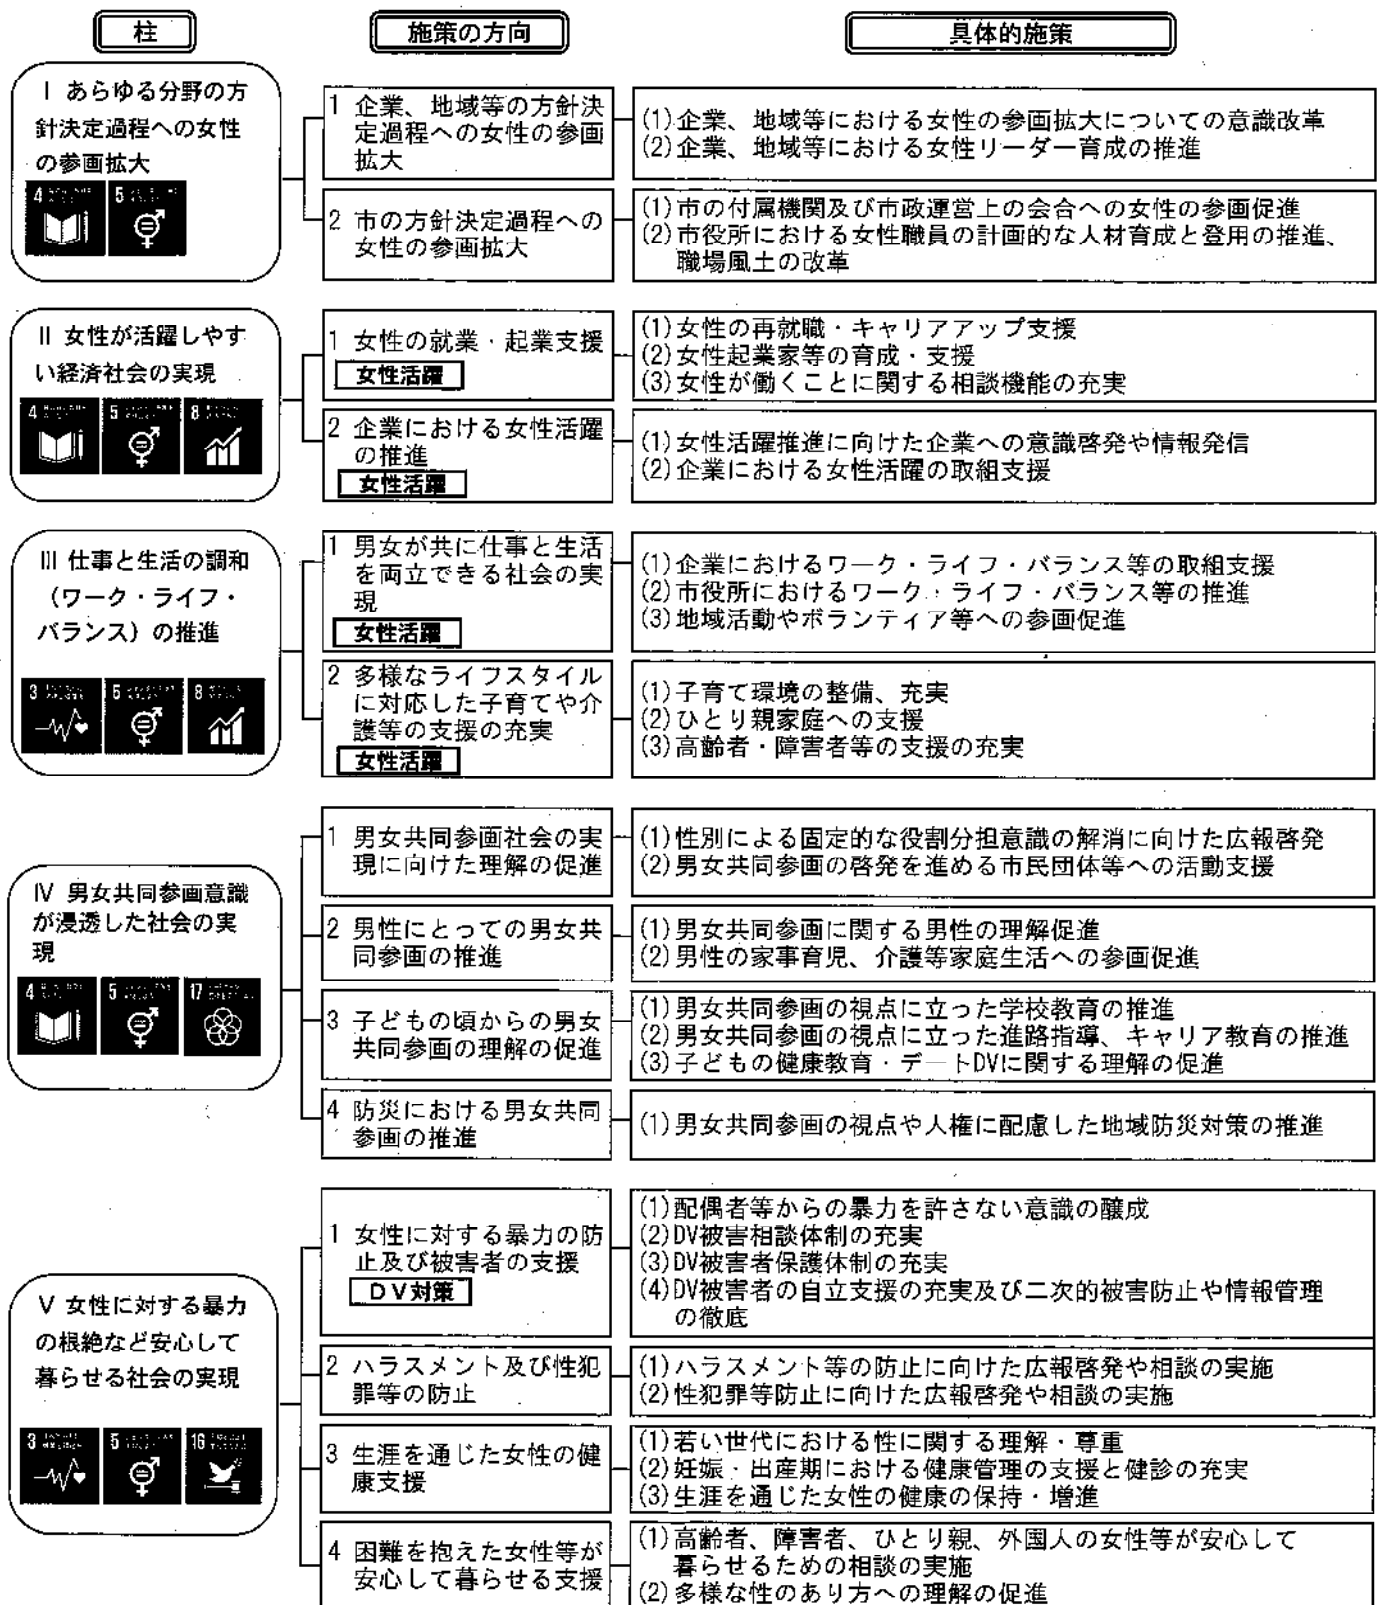 柱
施策の方向
具体的施策
Ⅰ あらゆる分野の方
針決定過程への女性
の参画拡大
4
5
1 企業、地域等の方針決
定過程への女性の参画
拡大
(1)企業、地域等における女性の参画拡大についての意識改革
(2)企業、地域等における女性リーダー育成の推進
2 市の方針決定過程への
女性の参画拡大
(1)市の付属機関及び市政運営上の会合への女性の参画促進
(2)市役所における女性職員の計画的な人材育成と登用の推進、
職場風土の改革
Ⅱ 女性が活躍しやす
い経済社会の実現
4
5
8
1 女性の就業・起業支援
女性活躍
(1)女性の再就職・キャリアアップ支援
(2)女性起業家等の育成・支援
(3)女性が働くことに関する相談機能の充実
2 企業における女性活躍
の推進
女性活躍
(1)女性活躍推進に向けた企業への意識啓発や情報発信
(2)企業における女性活躍の取組支援
Ⅲ 仕事と生活の調和
(ワーク・ライフ・
バランス)の推進
3
5
8
1 男女が共に仕事と生活
を両立できる社会の実
現
女性活躍
(1)企業におけるワーク・ライフ・バランス等の取組支援
(2)市役所におけるワーク・ライフ・バランス等の推進
(3)地域活動やボランティア等への参画促進
2 多様なライフスタイル
に対応した子育てや介
護等の支援の充実
女性活躍
(1)子育て環境の整備、充実
(2)ひとり親家庭への支援
(3)高齢者・障害者等の支援の充実
Ⅳ 男女共同参画意識
が浸透した社会の実
現
4
5
17
1 男女共同参画社会の実
現に向けた理解の促進
(1)性別による固定的な役割分担意識の解消に向けた広報啓発
(2)男女共同参画の啓発を進める市民団体等への活動支援
2 男性にとっての男女共
同参画の推進
(1)男女共同参画に関する男性の理解促進
(2)男性の家事育児、介護等家庭生活への参画促進
3 子どもの頃からの男女
共同参画の理解の促進
(1)男女共同参画の視点に立った学校教育の推進
(2)男女共同参画の視点に立った進路指導、キャリア教育の推進
(3)子どもの健康教育・デートDVに関する理解の促進
4 防災における男女共同
参画の推進
(1)男女共同参画の視点や人権に配慮した地域防災対策の推進
Ⅴ 女性に対する暴力
の根絶など安心して
暮らせる社会の実現
3
5
16
1 女性に対する暴力の防
止及び被害者の支援
DV対策
(1)配偶者等からの暴力を許さない意識の醸成
(2)DV被害相談体制の充実
(3)DV被害者保護体制の充実
(4)DV被害者の自立支援の充実及び二次的被害防止や情報管理
の徹底
2 ハラスメント及び性犯
罪等の防止
(1)ハラスメント等の防止に向けた広報啓発や相談の実施
(2)性犯罪等防止に向けた広報啓発や相談の実施
3 生涯を通じた女性の健
康支援
(1)若い世代における性に関する理解・尊重
(2)妊娠・出産期における健康管理の支援と健診の充実
(3)生涯を通じた女性の健康の保持・増進
4 困難を抱えた女性等が
安心して暮らせる支援
(1)高齢者、障害者、ひとり親、外国人の女性等が安心して
暮らせるための相談の実施
(2)多様な性のあり方への理解の促進